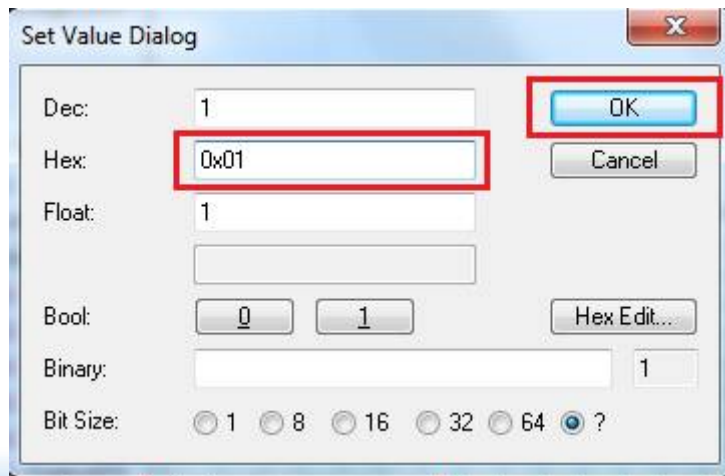 Set Value Dialog
Dec: 1 OK
Hex: 0x01 Cancel
Float: 1
Bool: 0 1 Hex Edit...
Binary: 1
Bit Size: 1 8 16 32 64 ?